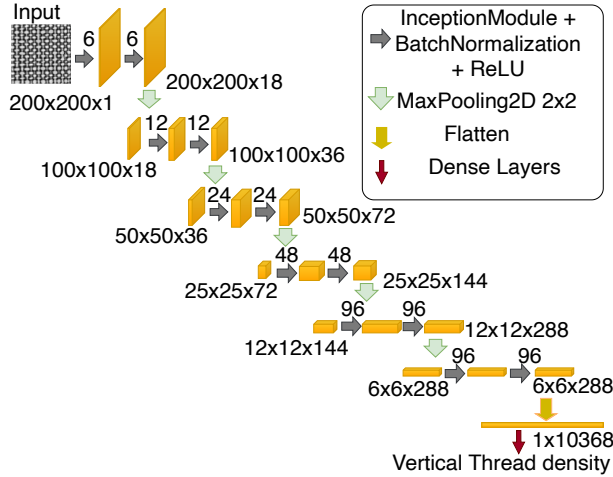 Input
6 6
200x200x1
200x200x18
InceptionModule +
BatchNormalization
+ ReLU
MaxPooling2D 2x2
Flatten
Dense Layers
12 12
100x100x18
100x100x36
24 24
50x50x36
50x50x72
48 48
25x25x72
25x25x144
96 96
12x12x144
12x12x288
96 96
6x6x288
6x6x288
1x10368
Vertical Thread density